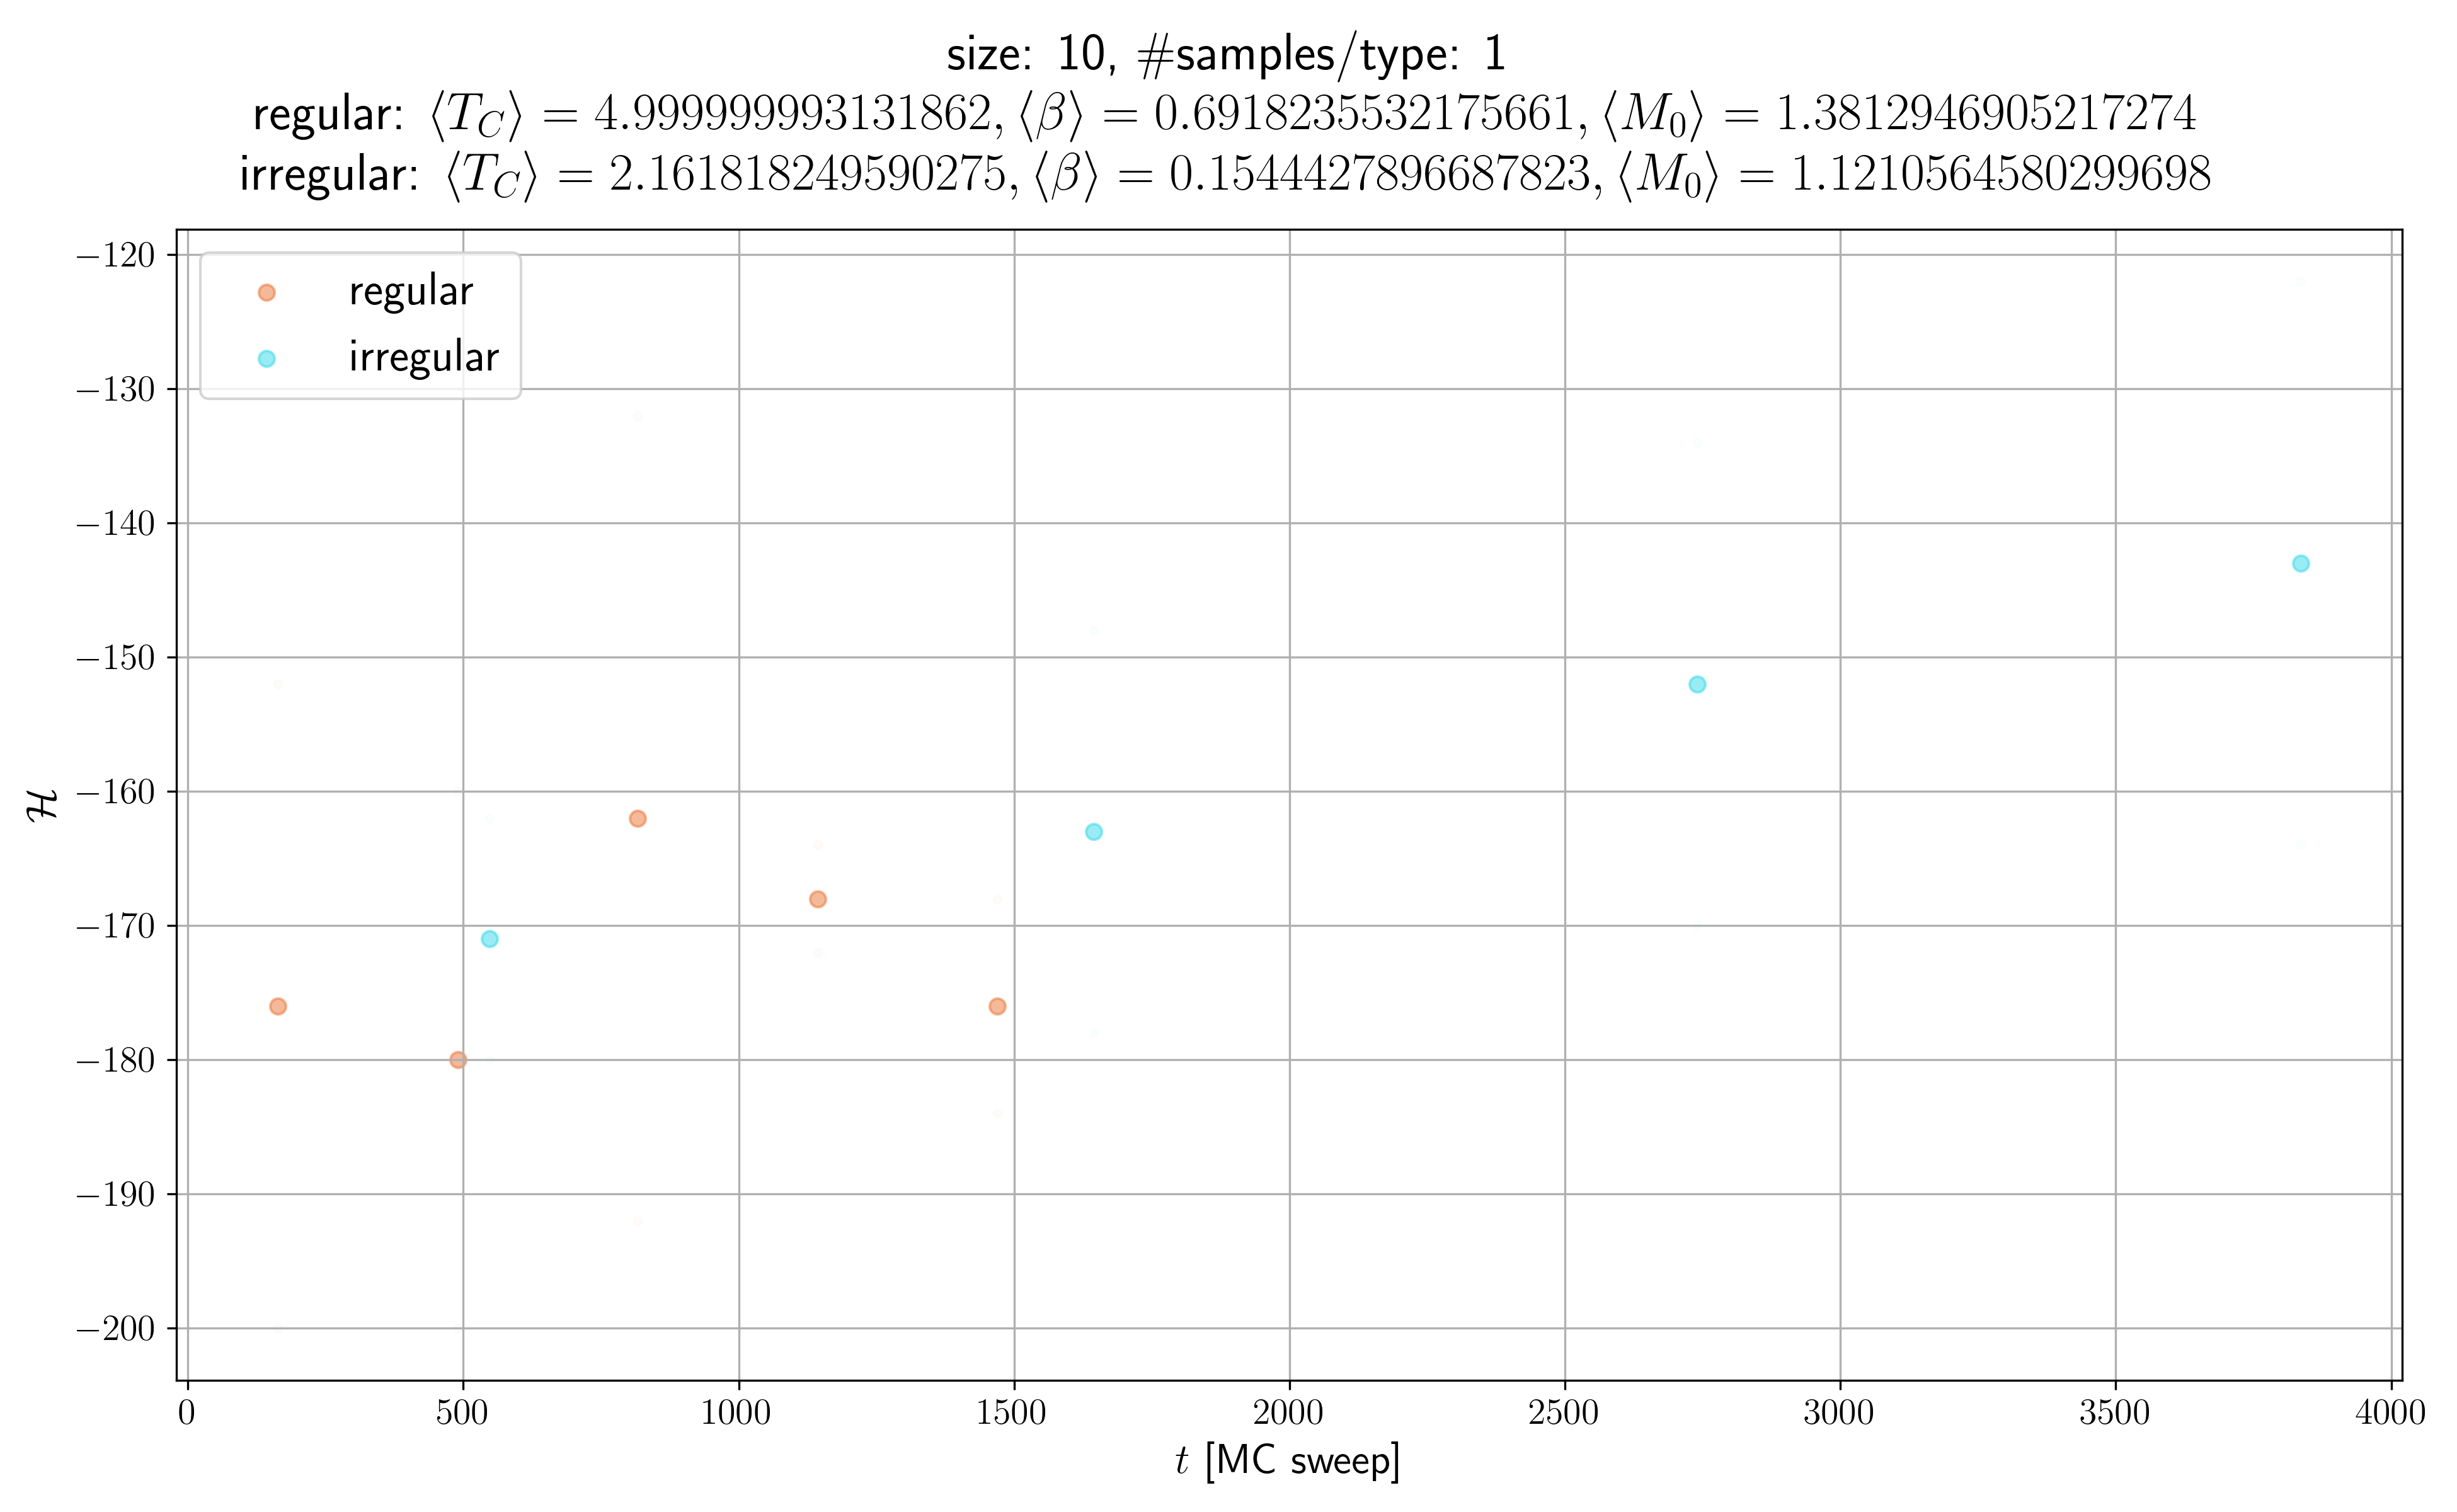 size: 10, #samples/type: 1
regular: ⟨T_C⟩ = 4.999999993131862, ⟨β⟩ = 0.6918235532175661, ⟨M_0⟩ = 1.3812946905217274
irregular: ⟨T_C⟩ = 2.161818249590275, ⟨β⟩ = 0.1544427896687823, ⟨M_0⟩ = 1.1210564580299698
regular
irregular
−120
−130
−140
−150
−160
−170
−180
−190
−200
ℋ
0 500 1000 1500 2000 2500 3000 3500 4000
t [MC sweep]